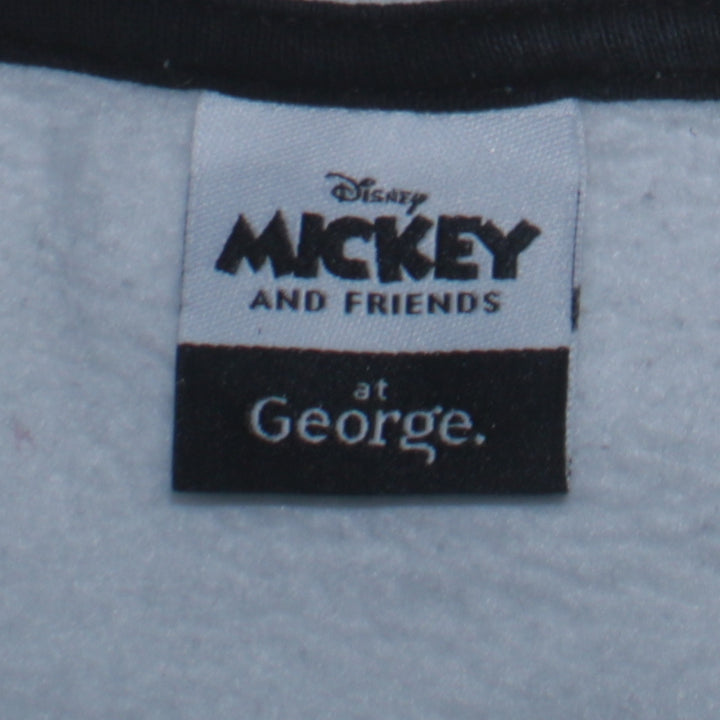 Disney
MICKEY
AND FRIENDS
at
George.